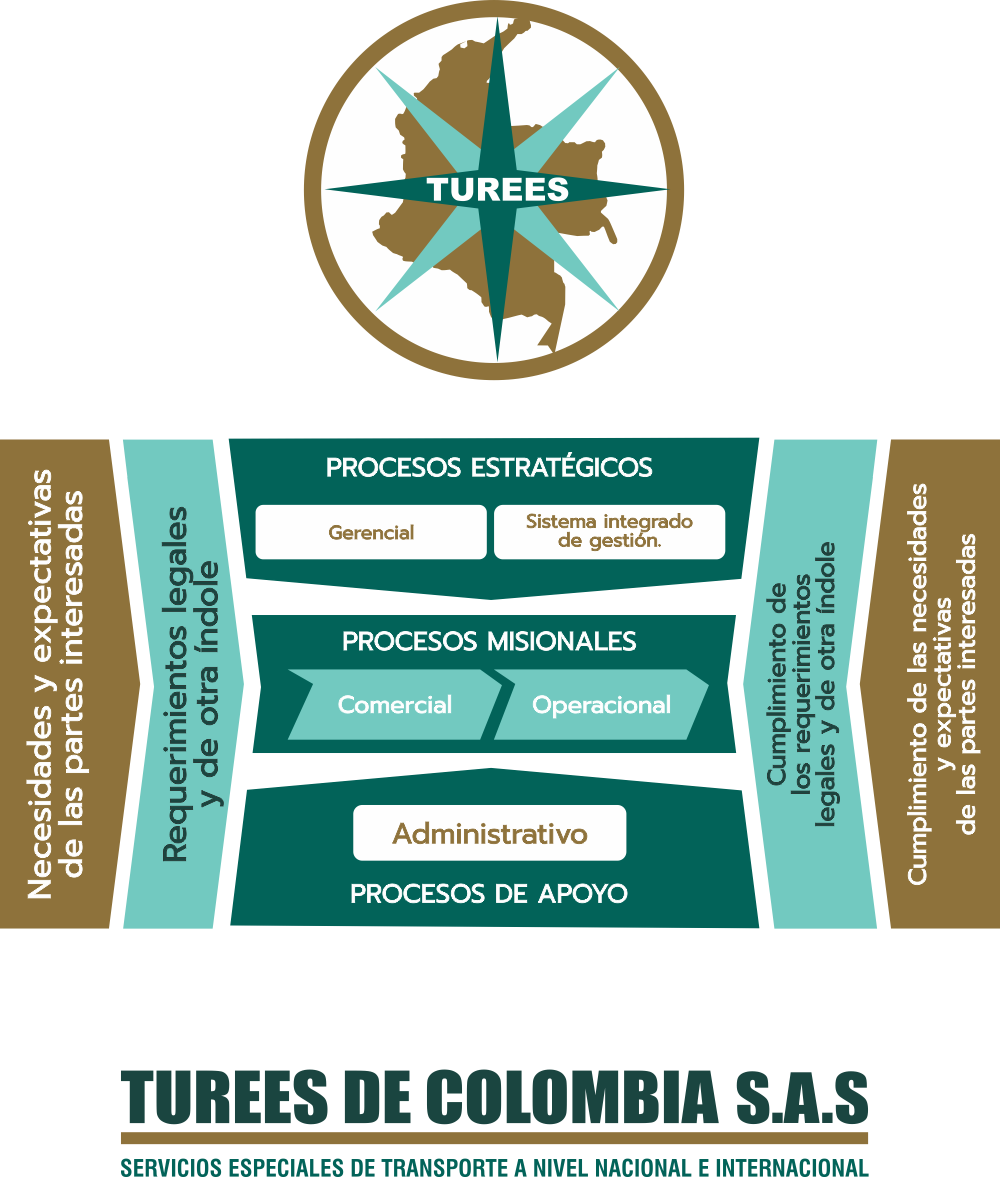 TUREES
Necesidades y expectativas
de las partes interesadas
Requerimientos legales
y de otra índole
PROCESOS ESTRATÉGICOS
Gerencial
Sistema integrado
de gestión.
PROCESOS MISIONALES
Comercial
Operacional
Administrativo
PROCESOS DE APOYO
Cumplimiento de
los requerimientos
legales y de otra índole
Cumplimiento de las necesidades
y expectativas
de las partes interesadas
TUREES DE COLOMBIA S.A.S
SERVICIOS ESPECIALES DE TRANSPORTE A NIVEL NACIONAL E INTERNACIONAL